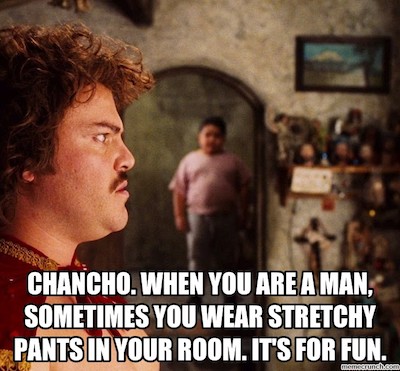 CHANCHO. WHEN YOU ARE A MAN,
SOMETIMES YOU WEAR STRETCHY
PANTS IN YOUR ROOM. IT'S FOR FUN.
memecrunch.com